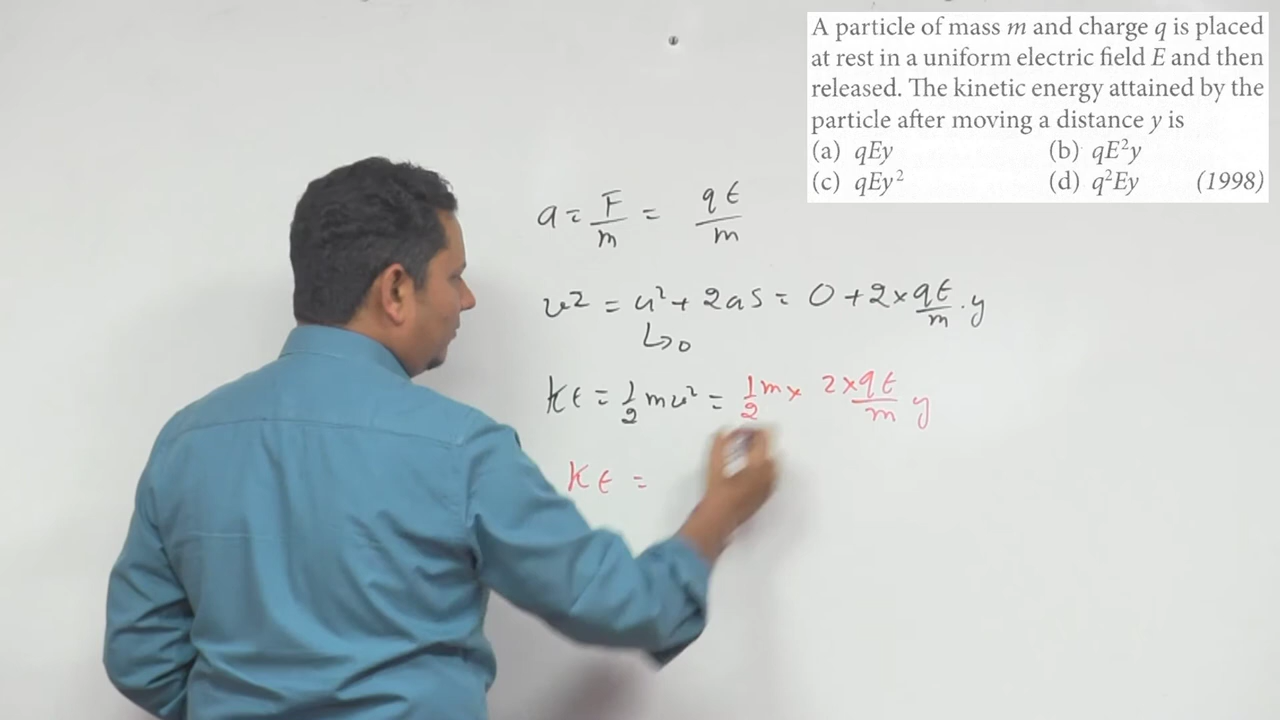 A particle of mass m and charge q is placed
at rest in a uniform electric field E and then
released. The kinetic energy attained by the
particle after moving a distance y is
(a) qEy (b) qE²y
(c) qEy² (d) q²Ey (1998)
a = F/m = qE/m
v² = u² + 2as = 0 + 2×qE/m . y
↳ 0
KE = 1/2 mv² = 1/2 m × 2×qE/m y
KE =